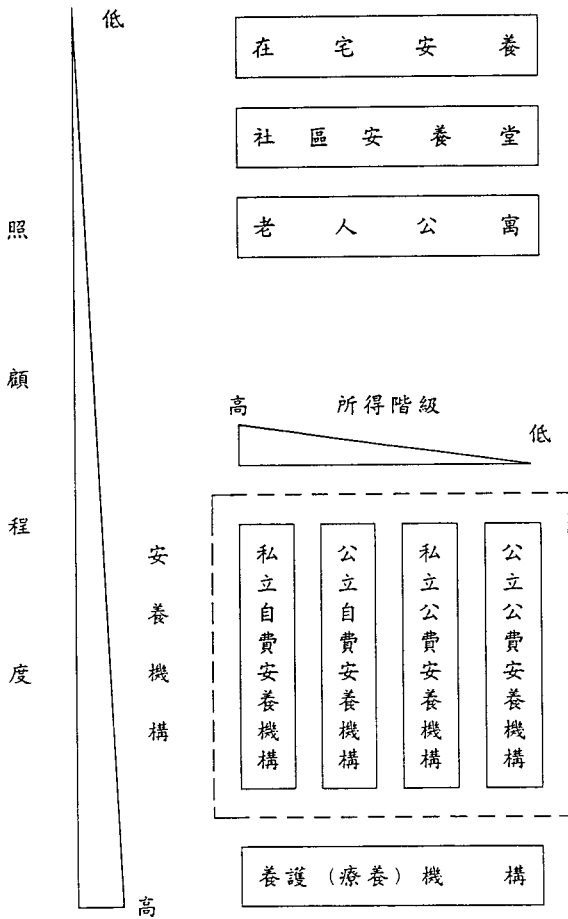 低
在宅安養
社區安養堂
老人公寓
照顧程度
高 所得階級 低
安養機構
私立自費安養機構
公立自費安養機構
私立公費安養機構
公立公費安養機構
養護（療養）機構
高